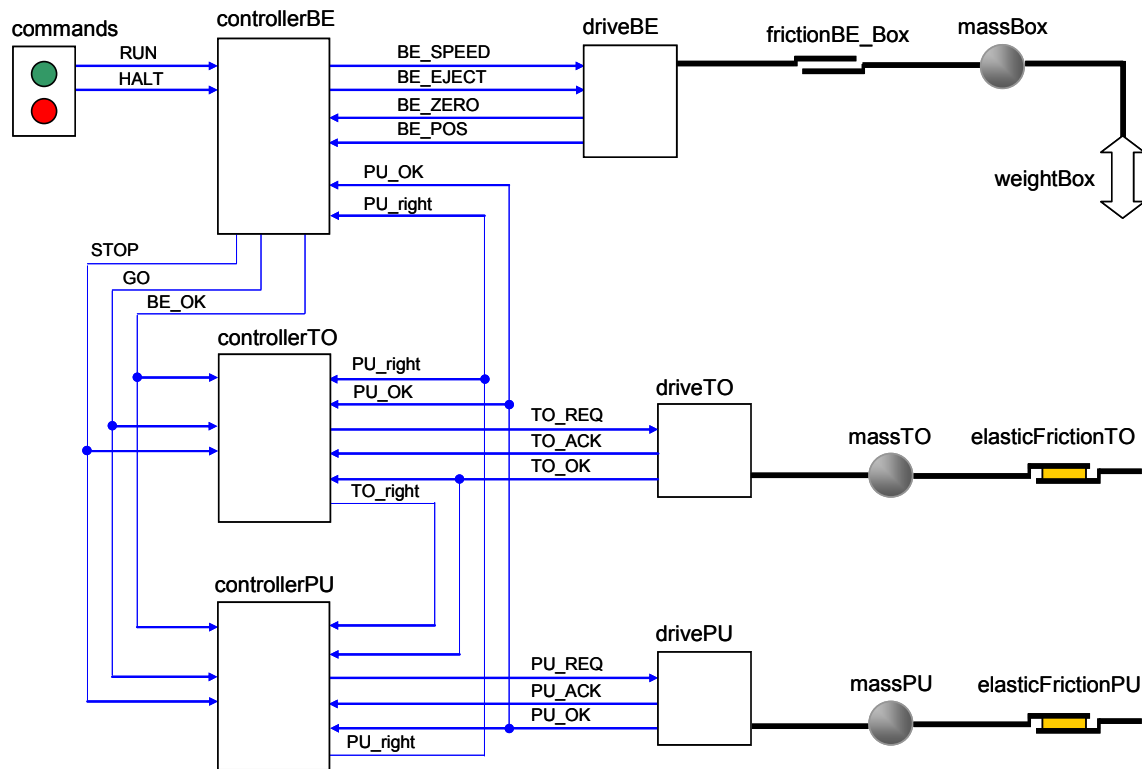 commands
controllerBE
driveBE
frictionBE_Box
massBox
RUN
HALT
BE_SPEED
BE_EJECT
BE_ZERO
BE_POS
PU_OK
PU_right
weightBox
STOP
GO
BE_OK
controllerTO
PU_right
PU_OK
driveTO
TO_REQ
TO_ACK
TO_OK
TO_right
massTO
elasticFrictionTO
controllerPU
drivePU
PU_REQ
PU_ACK
PU_OK
PU_right
massPU
elasticFrictionPU